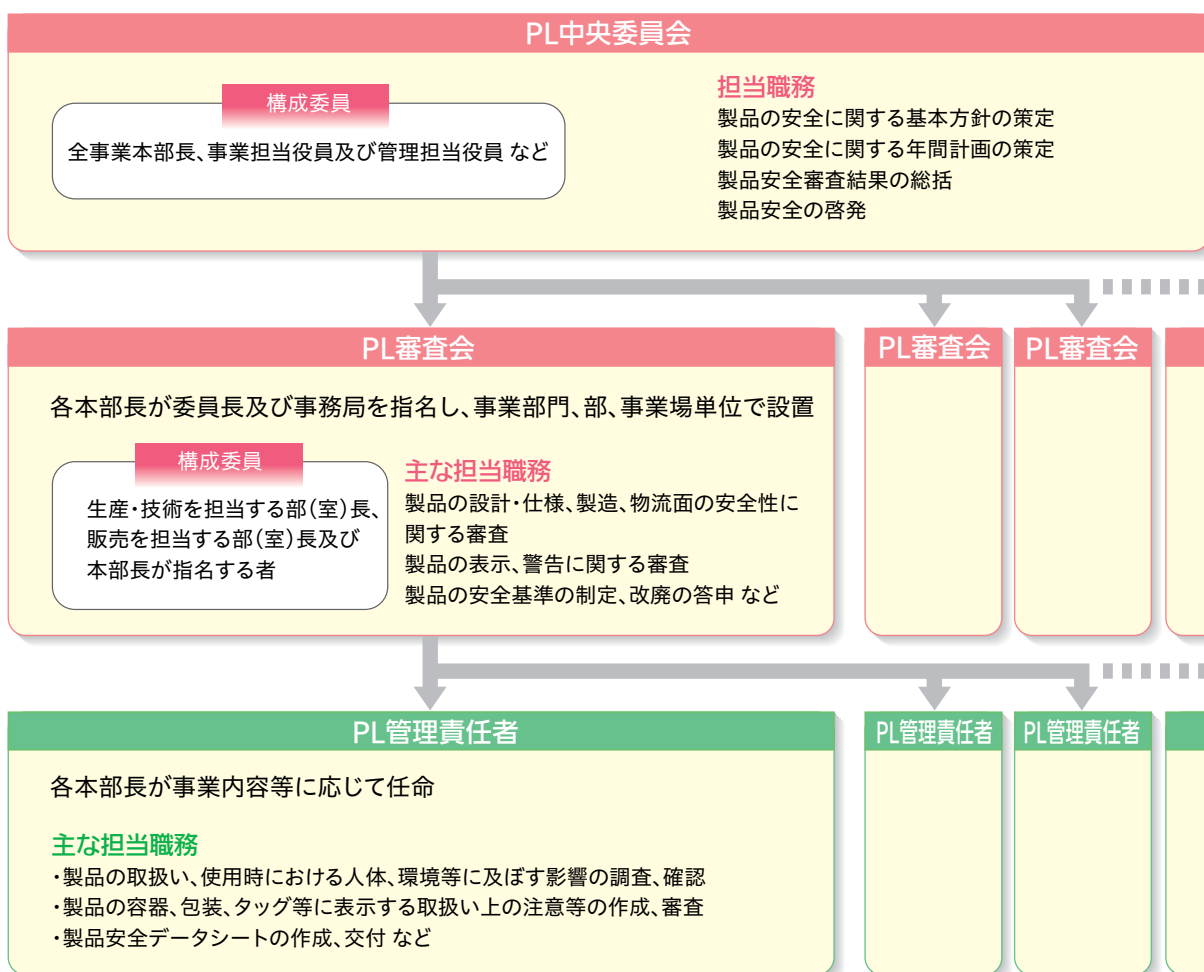 PL中央委員会
構成委員
全事業本部長、事業担当役員及び管理担当役員 など
担当職務
製品の安全に関する基本方針の策定
製品の安全に関する年間計画の策定
製品安全審査結果の総括
製品安全の啓発
PL審査会
各本部長が委員長及び事務局を指名し、事業部門、部、事業場単位で設置
構成委員
生産・技術を担当する部（室）長、
販売を担当する部（室）長及び
本部長が指名する者
主な担当職務
製品の設計・仕様、製造、物流面の安全性に
関する審査
製品の表示、警告に関する審査
製品の安全基準の制定、改廃の答申 など
PL審査会
PL審査会
PL管理責任者
各本部長が事業内容等に応じて任命
主な担当職務
・製品の取扱い、使用時における人体、環境等に及ぼす影響の調査、確認
・製品の容器、包装、タッグ等に表示する取扱い上の注意等の作成、審査
・製品安全データシートの作成、交付 など
PL管理責任者
PL管理責任者